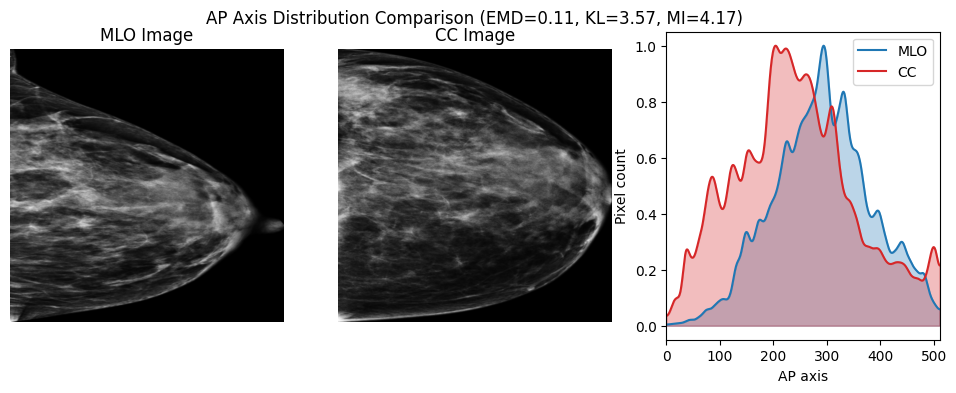 AP Axis Distribution Comparison (EMD=0.11, KL=3.57, MI=4.17)
MLO Image
CC Image
MLO
CC
Pixel count
1.0
0.8
0.6
0.4
0.2
0.0
0 100 200 300 400 500
AP axis